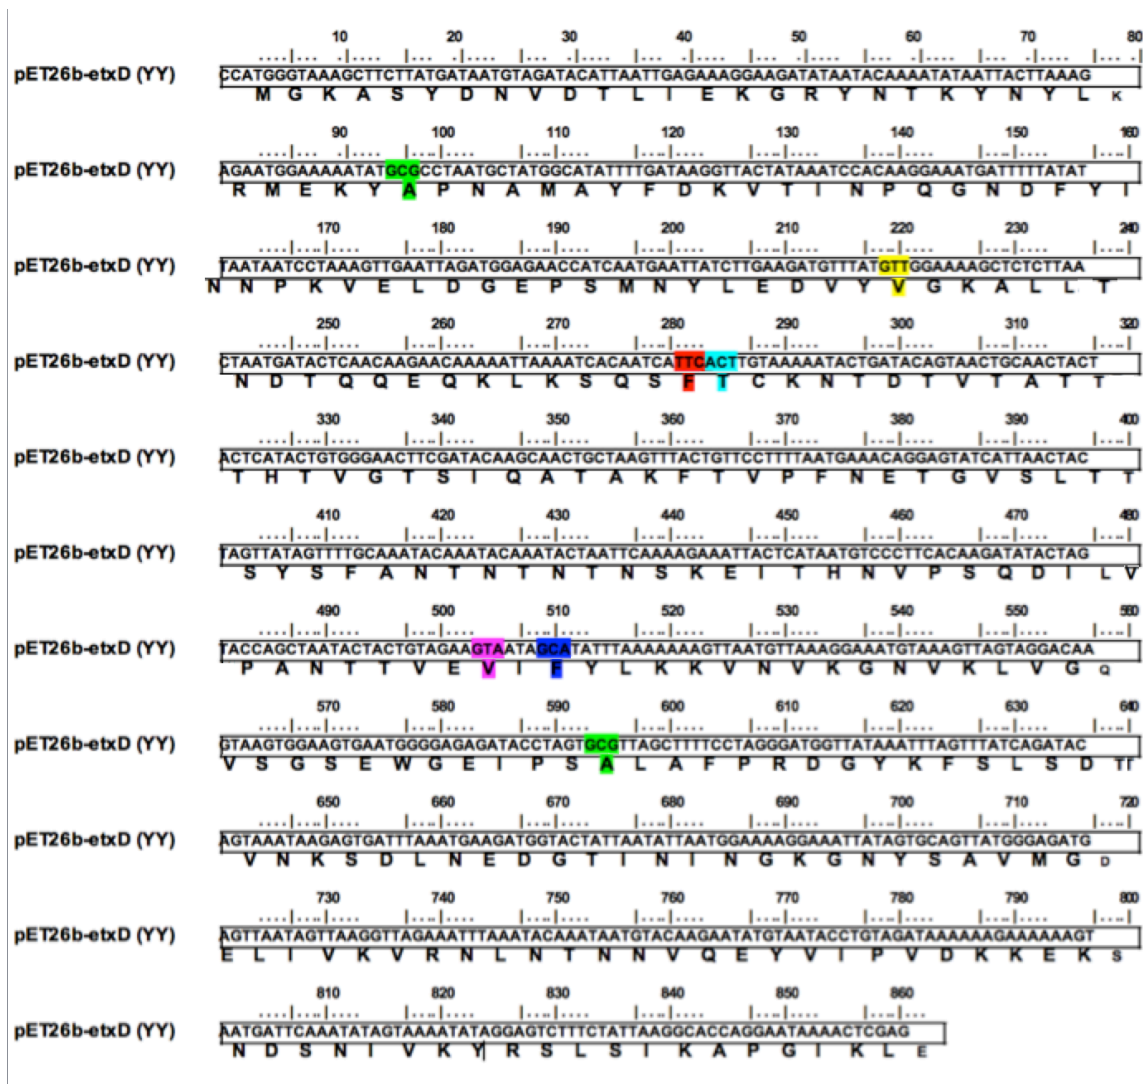 10 20 30 40 50 60 70 80
pET26b-etxD (YY) CCATGGGTAAAGCTTCTTATGATAATGTAGATACATTAATTGAGAAAGGAAGATATAATACAAAATATAATTACTTAAAG
M G K A S Y D N V D T L I E K G R Y N T K Y N Y L K
90 100 110 120 130 140 150 160
pET26b-etxD (YY) AGAATGGAAAAATATGCGCCTAATGCTATGGCATATTTTGATAAGGTTACTATAAATCCACAAGGAAATGATTTTTATAT
R M E K Y A P N A M A Y F D K V T I N P Q G N D F Y I
170 180 190 200 210 220 230 240
pET26b-etxD (YY) TAATAATCCTAAAGTTGAATTAGATGGAGAACCATCAATGAATTATCTTGAAGATGTTTATGTTGGAAAAGCTCTCTTAA
N N P K V E L D G E P S M N Y L E D V Y V G K A L L T
250 260 270 280 290 300 310 320
pET26b-etxD (YY) CTAATGATACTCAACAAGAACAAAAATTAAAATCACAATCATTCACTTGTAAAAATACTGATACAGTAACTGCAACTACT
N D T Q Q E Q K L K S Q S F T C K N T D T V T A T T
330 340 350 360 370 380 390 400
pET26b-etxD (YY) ACTCATACTGTGGGAACTTCGATACAAGCAACTGCTAAGTTTACTGTTCCTTTTAATGAAACAGGAGTATCATTAACTAC
T H T V G T S I Q A T A K F T V P F N E T G V S L T T
410 420 430 440 450 460 470 480
pET26b-etxD (YY) TAGTTATAGTTTTGCAAATACAAATACAAATACTAATTCAAAAGAAATTACTCATAATGTCCCTTCACAAGATATACTAG
S Y S F A N T N T N T N S K E I T H N V P S Q D I L V
490 500 510 520 530 540 550 560
pET26b-etxD (YY) TACCAGCTAATACTACTGTAGAAGTAATAGCATATTTAAAAAAAGTTAATGTTAAAGGAAATGTAAAGTTAGTAGGACAA
P A N T T V E V I F Y L K K V N V K G N V K L V G Q
570 580 590 600 610 620 630 640
pET26b-etxD (YY) GTAAGTGGAAGTGAATGGGGAGAGATACCTAGTGCGTTAGCTTTTCCTAGGGATGGTTATAAATTTAGTTTATCAGATAC
V S G S E W G E I P S A L A F P R D G Y K F S L S D T
650 660 670 680 690 700 710 720
pET26b-etxD (YY) AGTAAATAAGAGTGATTTAAATGAAGATGGTACTATTAATATTAATGGAAAAGGAAATTATAGTGCAGTTATGGGAGATG
V N K S D L N E D G T I N I N G K G N Y S A V M G D
730 740 750 760 770 780 790 800
pET26b-etxD (YY) AGTTAATAGTTAAGGTTAGAAATTTAAATACAAATAATGTACAAGAATATGTAATACCTGTAGATAAAAAAGAAAAAAGT
E L I V K V R N L N T N N V Q E Y V I P V D K K E K S
810 820 830 840 850 860
pET26b-etxD (YY) AATGATTCAAATATAGTAAAATATAGGAGTCTTTCTATTAAGGCACCAGGAATAAAACTCGAG
N D S N I V K Y R S L S I K A P G I K L E